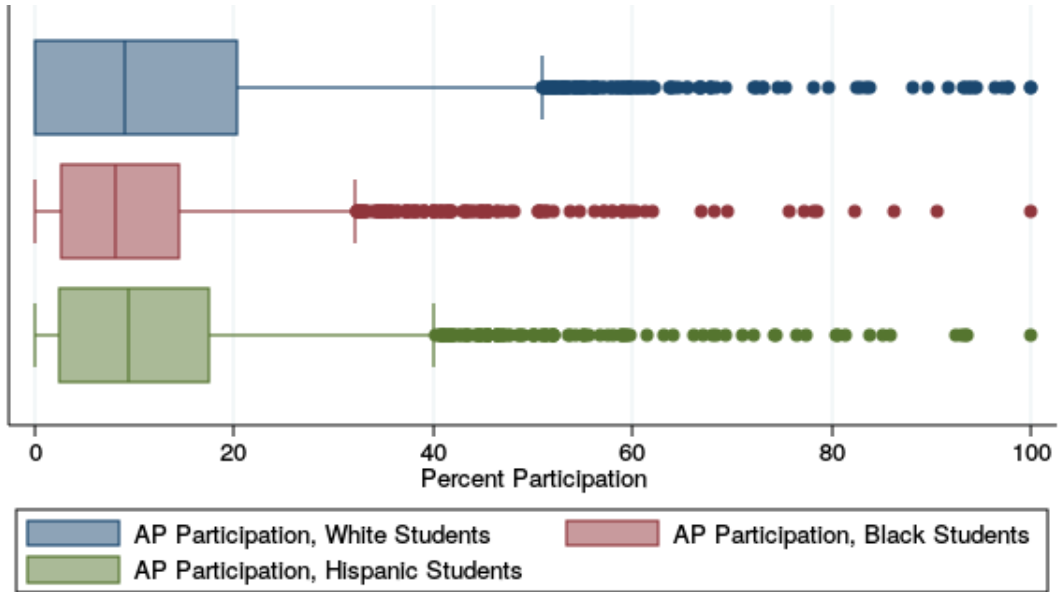 0 20 40 60 80 100
Percent Participation
AP Participation, White Students AP Participation, Black Students
AP Participation, Hispanic Students